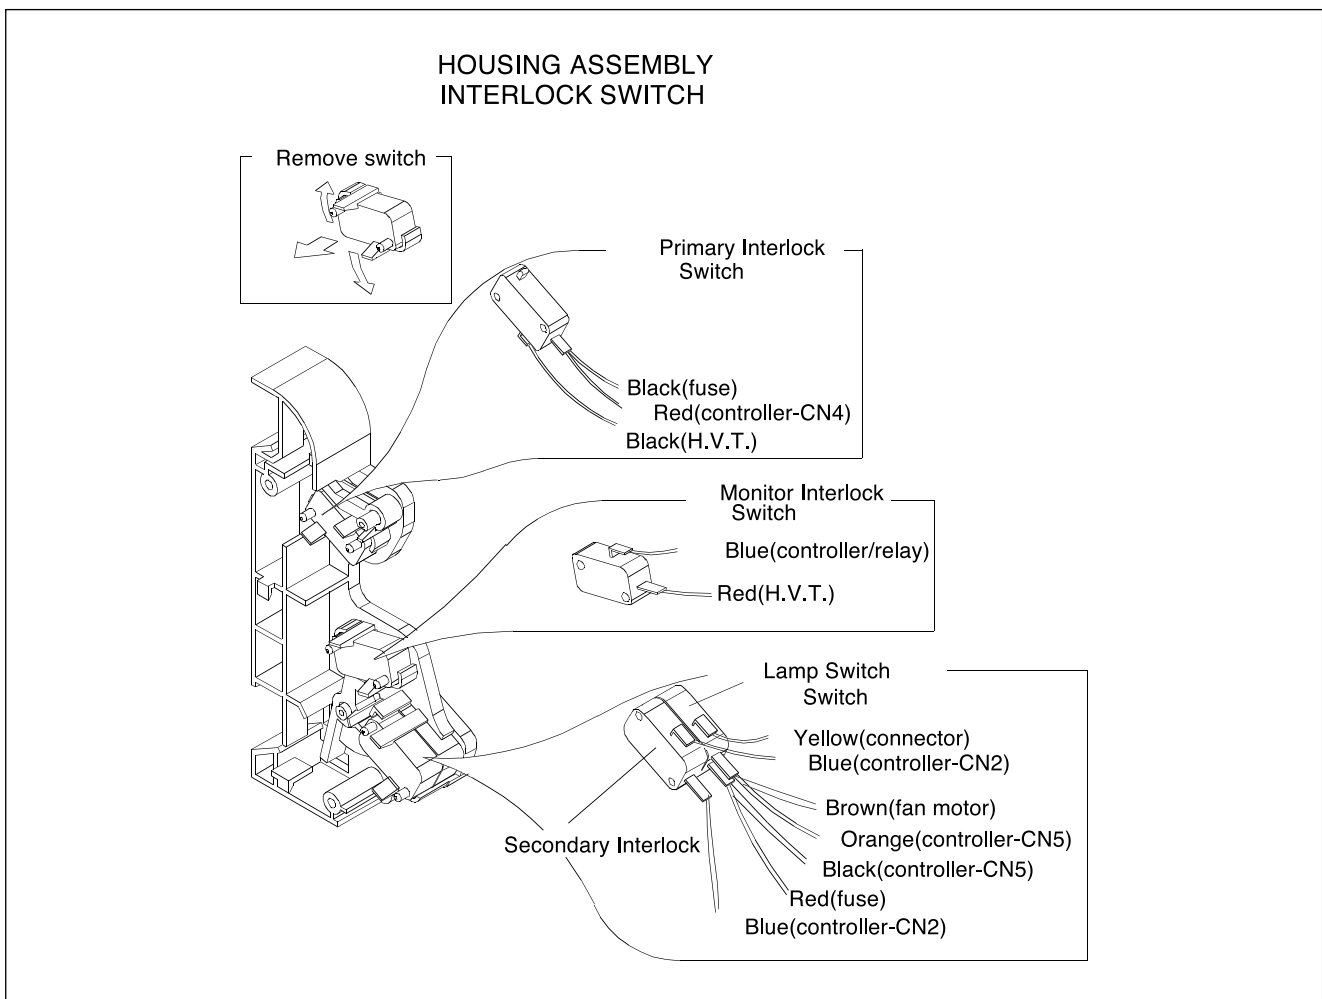 HOUSING ASSEMBLY
INTERLOCK SWITCH
Remove switch
Primary Interlock
Switch
Black(fuse)
Red(controller-CN4)
Black(H.V.T.)
Monitor Interlock
Switch
Blue(controller/relay)
Red(H.V.T.)
Lamp Switch
Switch
Yellow(connector)
Blue(controller-CN2)
Brown(fan motor)
Orange(controller-CN5)
Secondary Interlock
Black(controller-CN5)
Red(fuse)
Blue(controller-CN2)